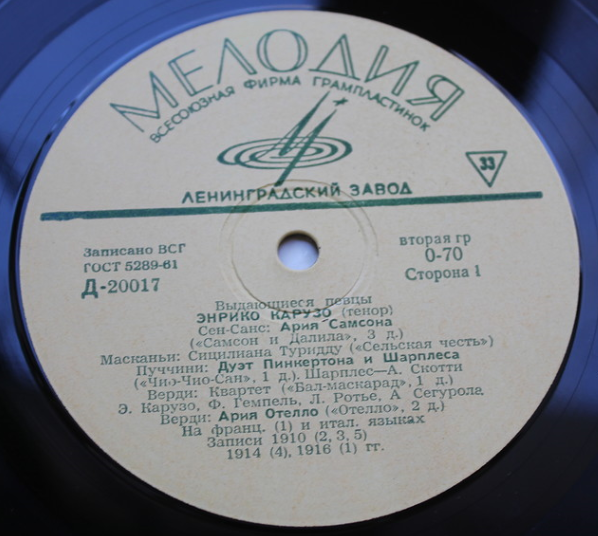 МЕЛОДИЯ
ВСЕСОЮЗНАЯ ФИРМА ГРАМПЛАСТИНОК
33
ЛЕНИНГРАДСКИЙ ЗАВОД
Записано ВСГ
ГОСТ 5289-61
Д-20017
вторая гр
0-70
Сторона 1
Выдающиеся певцы
ЭНРИКО КАРУЗО (тенор)
Сен-Санс: Ария Самсона
(«Самсон и Далила», 3 д.)
Масканьи: Сицилиана Туридду («Сельская честь»)
Пуччини: Дуэт Пинкертона и Шарплеса
(«Чио-Чио-Сан», 1 д.). Шарплес—А. Скотти
Верди: Квартет («Бал-маскарад», 1 д.)
Э. Карузо, Ф. Гемпель, Л. Ротье, А Сегурола
Верди: Ария Отелло («Отелло», 2 д.)
На франц. (1) и итал. языках
Записи 1910 (2, 3, 5)
1914 (4), 1916 (1) гг.